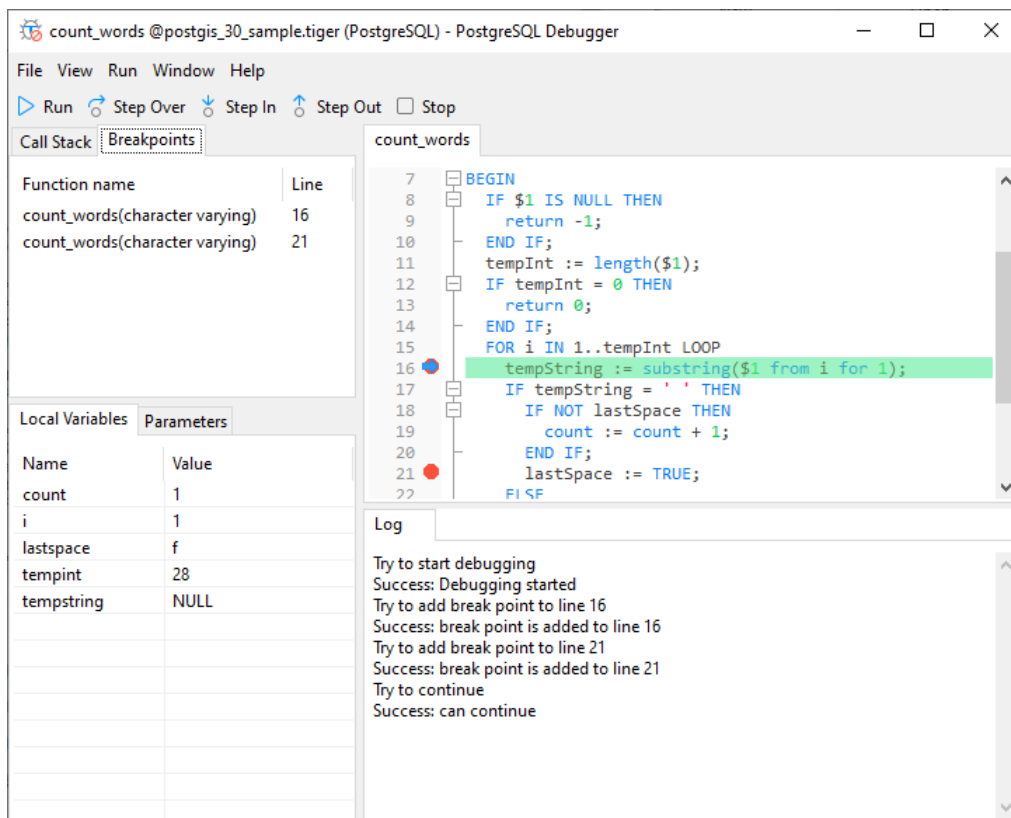 count_words @postgis_30_sample.tiger (PostgreSQL) - PostgreSQL Debugger
File View Run Window Help
Run Step Over Step In Step Out Stop
Call Stack Breakpoints
Function name Line
count_words(character varying) 16
count_words(character varying) 21
Local Variables Parameters
Name Value
count 1
i 1
lastspace f
tempint 28
tempstring NULL
count_words
7 BEGIN
8 IF $1 IS NULL THEN
9 return -1;
10 END IF;
11 tempInt := length($1);
12 IF tempInt = 0 THEN
13 return 0;
14 END IF;
15 FOR i IN 1..tempInt LOOP
16 tempString := substring($1 from i for 1);
17 IF tempString = ' ' THEN
18 IF NOT lastSpace THEN
19 count := count + 1;
20 END IF;
21 lastSpace := TRUE;
22 ELSE
Log
Try to start debugging
Success: Debugging started
Try to add break point to line 16
Success: break point is added to line 16
Try to add break point to line 21
Success: break point is added to line 21
Try to continue
Success: can continue